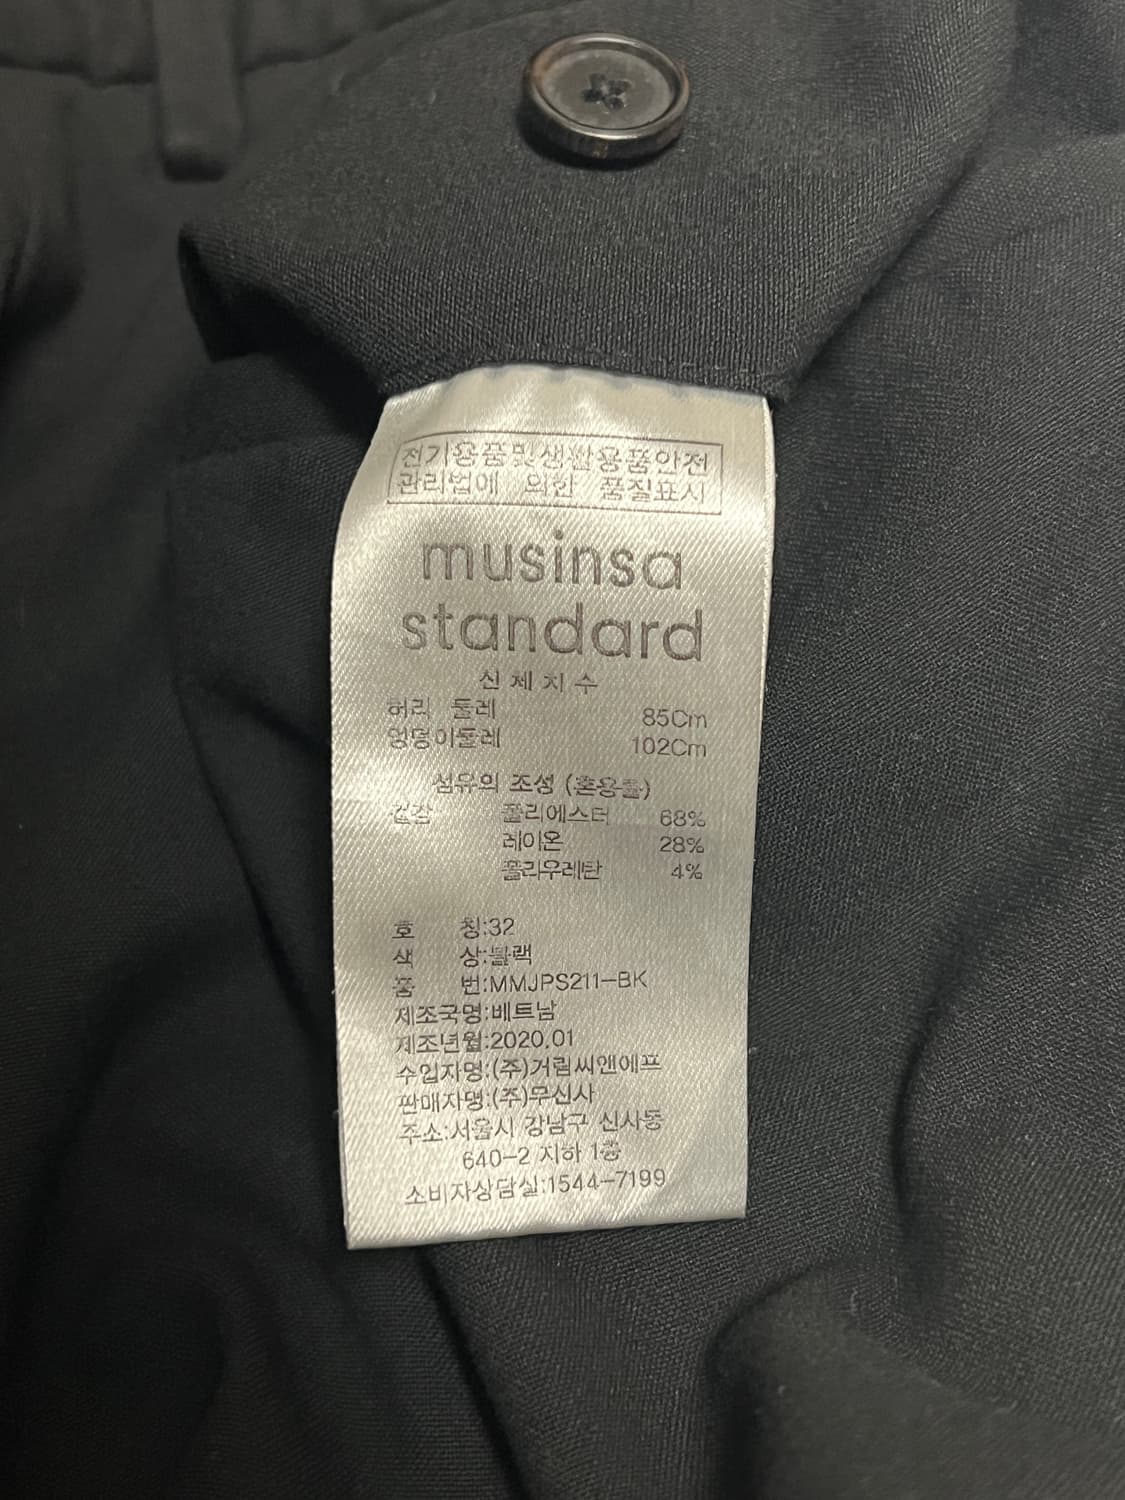 전기용품및생활용품안전
관리법에 의한 품질표시
musinsa
standard
신체치수
허리 둘레 85Cm
엉덩이둘레 102Cm
섬유의 조성 (혼용율)
겉감 폴리에스터 68%
레이온 28%
폴리우레탄 4%
호 칭:32
색 상:블랙
품 번:MMJPS211-BK
제조국명:베트남
제조년월:2020.01
수입자명:(주)거림씨앤에프
판매자명:(주)무신사
주소:서울시 강남구 신사동
640-2 지하 1층
소비자상담실:1544-7199